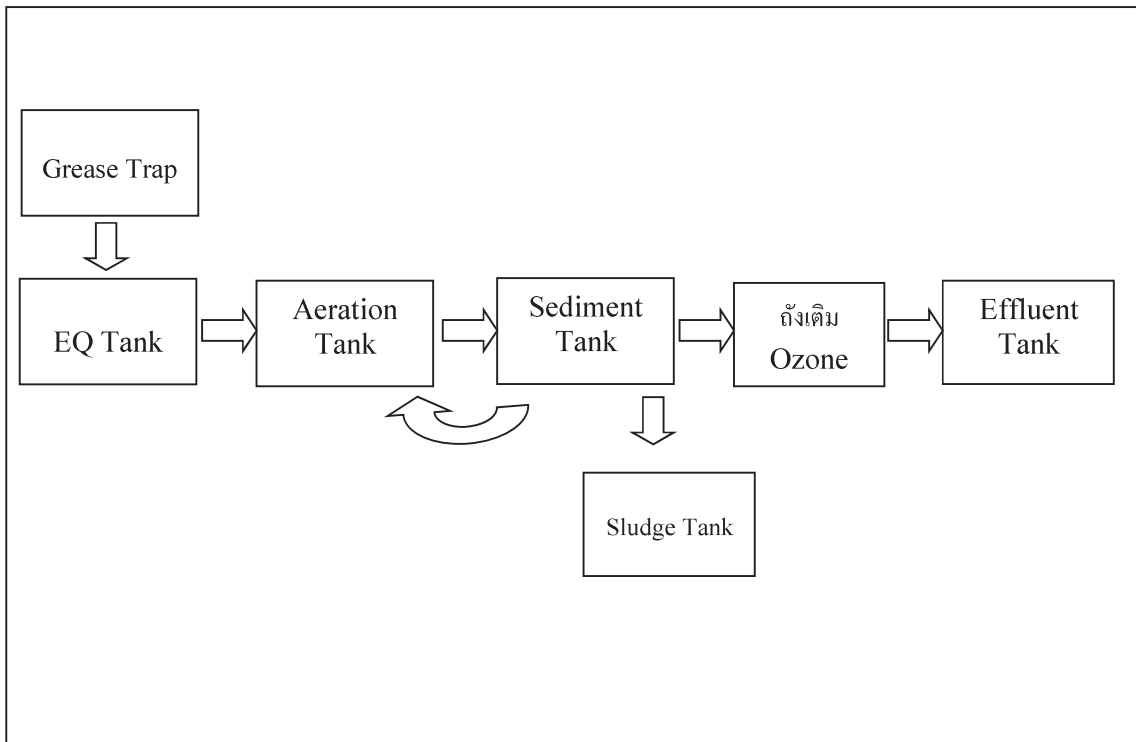 Grease Trap
EQ Tank
Aeration
Tank
Sediment
Tank
ถังเติม
Ozone
Effluent
Tank
Sludge Tank